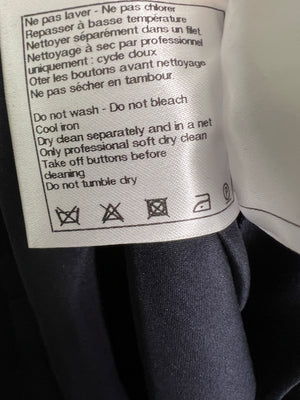 Ne pas laver - Ne pas chlorer
Repasser à basse température
Nettoyer séparément dans un filet
Nettoyage à sec par professionnel
uniquement : cycle doux
Oter les boutons avant nettoyage
Ne pas sécher en tambour
Do not wash - Do not bleach
Cool iron
Dry clean separately and in a net
Only professional soft dry clean
Take off buttons before
cleaning
Do not tumble dry